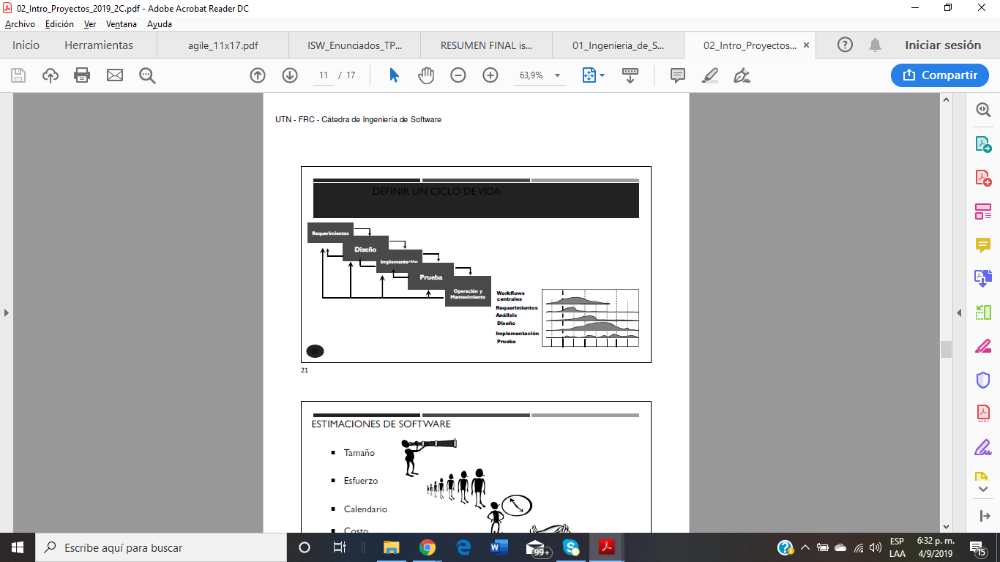 02_Intro_Proyectos_2019_2C.pdf - Adobe Acrobat Reader DC
Archivo Edición Ver Ventana Ayuda
Inicio Herramientas agile_11x17.pdf ISW_Enunciados_TP... RESUMEN FINAL is... 01_Ingenieria_de_S... 02_Intro_Proyectos... Iniciar sesión
11 / 17 63,9% Compartir
UTN - FRC - Cátedra de Ingeniería de Software
DEFINIR UN CICLO DE VIDA
Requerimientos
Diseño
Implementación
Prueba
Operación y
Mantanimiento
Workflows
centrales
Requerimientos
Análisis
Diseño
Implementación
Prueba
21
21
ESTIMACIONES DE SOFTWARE
Tamaño
Esfuerzo
Calendario
Costo
Escribe aquí para buscar
99+
ESP
LAA
6:32 p. m.
4/9/2019
15